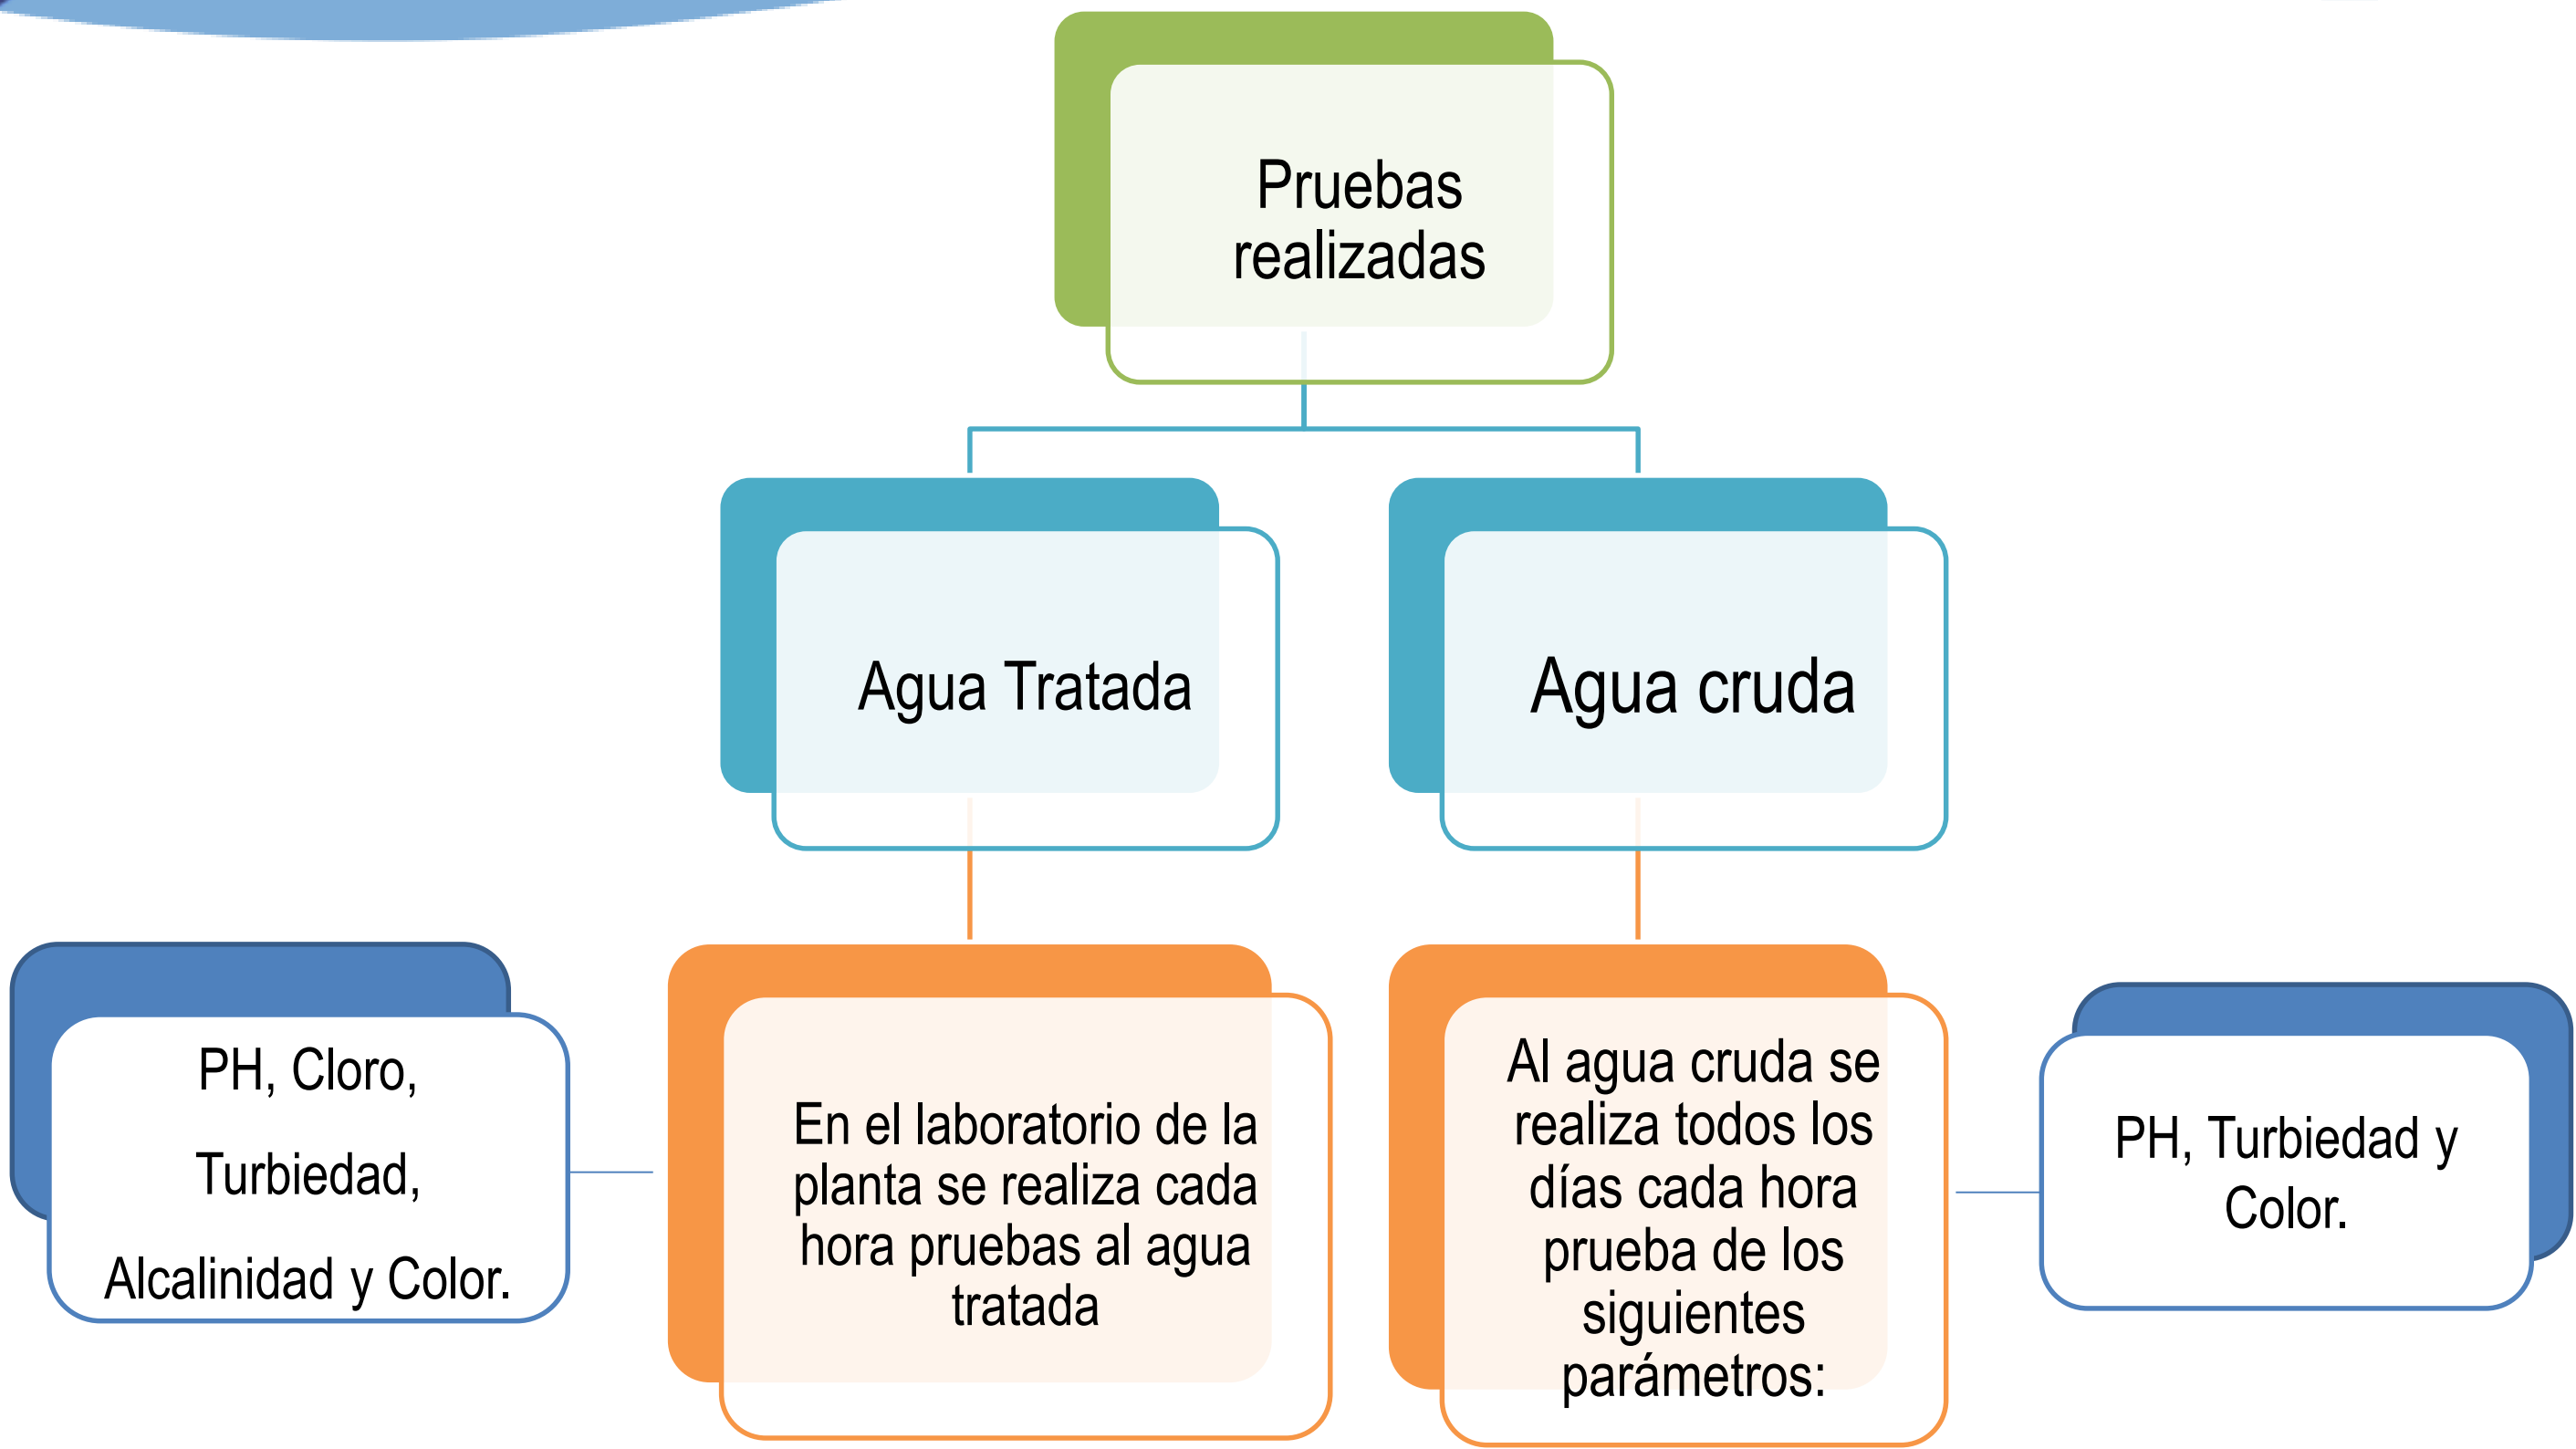 Pruebas
realizadas
Agua Tratada
Agua cruda
PH, Cloro,
Turbiedad,
Alcalinidad y Color.
En el laboratorio de la
planta se realiza cada
hora pruebas al agua
tratada
Al agua cruda se
realiza todos los
días cada hora
prueba de los
siguientes
parámetros:
PH, Turbiedad y
Color.